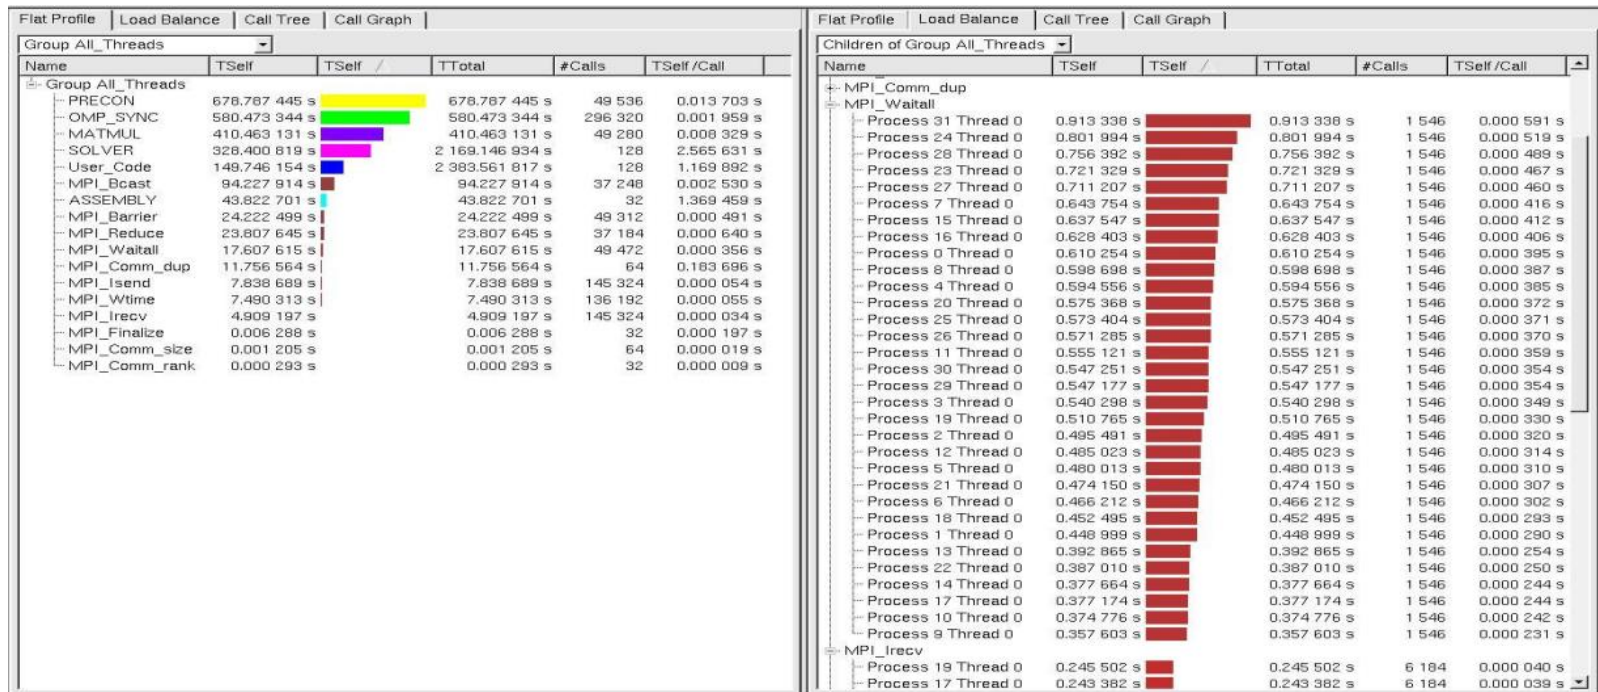 Flat Profile Load Balance Call Tree Call Graph
Group All_Threads
Name TSelf TSelf / TTotal #Calls TSelf/Call
Group All_Threads
PRECON 678.787 445 s 678.787 445 s 49 536 0.013 703 s
OMP_SYNC 580.473 344 s 580.473 344 s 296 320 0.001 959 s
MATMUL 410.463 131 s 410.463 131 s 49 280 0.008 329 s
SOLVER 328.400 819 s 2 169.146 934 s 128 2.565 631 s
User_Code 149.746 154 s 2 383.561 817 s 128 1.169 892 s
MPI_Bcast 94.227 914 s 94.227 914 s 37 248 0.002 530 s
ASSEMBLY 43.822 701 s 43.822 701 s 32 1.369 459 s
MPI_Barrier 24.222 499 s 24.222 499 s 49 312 0.000 491 s
MPI_Reduce 23.807 645 s 23.807 645 s 37 184 0.000 640 s
MPI_Waitall 17.607 615 s 17.607 615 s 49 472 0.000 356 s
MPI_Comm_dup 11.756 564 s 11.756 564 s 64 0.183 696 s
MPI_Isend 7.838 689 s 7.838 689 s 145 324 0.000 054 s
MPI_Wtime 7.490 313 s 7.490 313 s 136 192 0.000 055 s
MPI_Irecv 4.909 197 s 4.909 197 s 145 324 0.000 034 s
MPI_Finalize 0.006 288 s 0.006 288 s 32 0.000 197 s
MPI_Comm_size 0.001 205 s 0.001 205 s 64 0.000 019 s
MPI_Comm_rank 0.000 293 s 0.000 293 s 32 0.000 009 s
Flat Profile Load Balance Call Tree Call Graph
Children of Group All_Threads
Name TSelf TSelf / TTotal #Calls TSelf/Call
MPI_Comm_dup
MPI_Waitall
Process 31 Thread 0 0.913 338 s 0.913 338 s 1 546 0.000 591 s
Process 24 Thread 0 0.801 994 s 0.801 994 s 1 546 0.000 519 s
Process 28 Thread 0 0.756 392 s 0.756 392 s 1 546 0.000 489 s
Process 23 Thread 0 0.721 329 s 0.721 329 s 1 546 0.000 467 s
Process 27 Thread 0 0.711 207 s 0.711 207 s 1 546 0.000 460 s
Process 7 Thread 0 0.643 754 s 0.643 754 s 1 546 0.000 416 s
Process 15 Thread 0 0.637 547 s 0.637 547 s 1 546 0.000 412 s
Process 16 Thread 0 0.628 403 s 0.628 403 s 1 546 0.000 406 s
Process 0 Thread 0 0.610 254 s 0.610 254 s 1 546 0.000 395 s
Process 8 Thread 0 0.598 698 s 0.598 698 s 1 546 0.000 387 s
Process 4 Thread 0 0.594 556 s 0.594 556 s 1 546 0.000 385 s
Process 20 Thread 0 0.575 368 s 0.575 368 s 1 546 0.000 372 s
Process 25 Thread 0 0.573 404 s 0.573 404 s 1 546 0.000 371 s
Process 26 Thread 0 0.571 285 s 0.571 285 s 1 546 0.000 370 s
Process 11 Thread 0 0.555 121 s 0.555 121 s 1 546 0.000 359 s
Process 30 Thread 0 0.547 251 s 0.547 251 s 1 546 0.000 354 s
Process 29 Thread 0 0.547 177 s 0.547 177 s 1 546 0.000 354 s
Process 3 Thread 0 0.540 298 s 0.540 298 s 1 546 0.000 349 s
Process 19 Thread 0 0.510 765 s 0.510 765 s 1 546 0.000 330 s
Process 2 Thread 0 0.495 491 s 0.495 491 s 1 546 0.000 320 s
Process 12 Thread 0 0.485 023 s 0.485 023 s 1 546 0.000 314 s
Process 5 Thread 0 0.480 013 s 0.480 013 s 1 546 0.000 310 s
Process 21 Thread 0 0.474 150 s 0.474 150 s 1 546 0.000 307 s
Process 6 Thread 0 0.466 212 s 0.466 212 s 1 546 0.000 302 s
Process 18 Thread 0 0.452 495 s 0.452 495 s 1 546 0.000 293 s
Process 1 Thread 0 0.448 999 s 0.448 999 s 1 546 0.000 290 s
Process 13 Thread 0 0.392 865 s 0.392 865 s 1 546 0.000 254 s
Process 22 Thread 0 0.387 010 s 0.387 010 s 1 546 0.000 250 s
Process 14 Thread 0 0.377 664 s 0.377 664 s 1 546 0.000 244 s
Process 17 Thread 0 0.377 174 s 0.377 174 s 1 546 0.000 244 s
Process 10 Thread 0 0.374 776 s 0.374 776 s 1 546 0.000 242 s
Process 9 Thread 0 0.357 603 s 0.357 603 s 1 546 0.000 231 s
MPI_Irecv
Process 19 Thread 0 0.245 502 s 0.245 502 s 6 184 0.000 040 s
Process 17 Thread 0 0.243 382 s 0.243 382 s 6 184 0.000 039 s